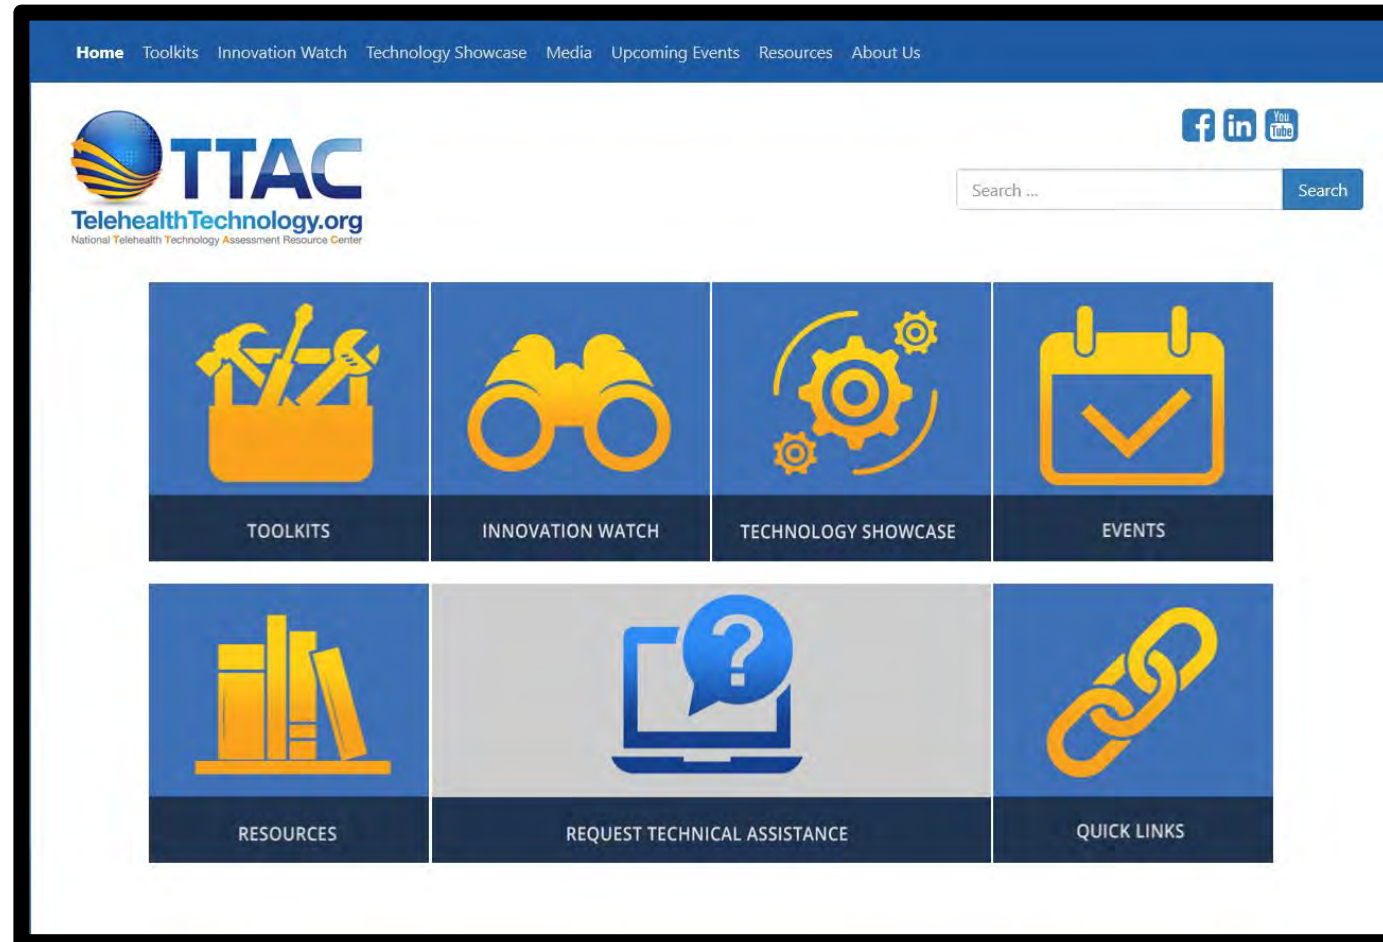 Home Toolkits Innovation Watch Technology Showcase Media Upcoming Events Resources About Us
f in You Tube
TTAC
TelehealthTechnology.org
National Telehealth Technology Assessment Resource Center
Search ... Search
TOOLKITS INNOVATION WATCH TECHNOLOGY SHOWCASE EVENTS
?
RESOURCES REQUEST TECHNICAL ASSISTANCE QUICK LINKS